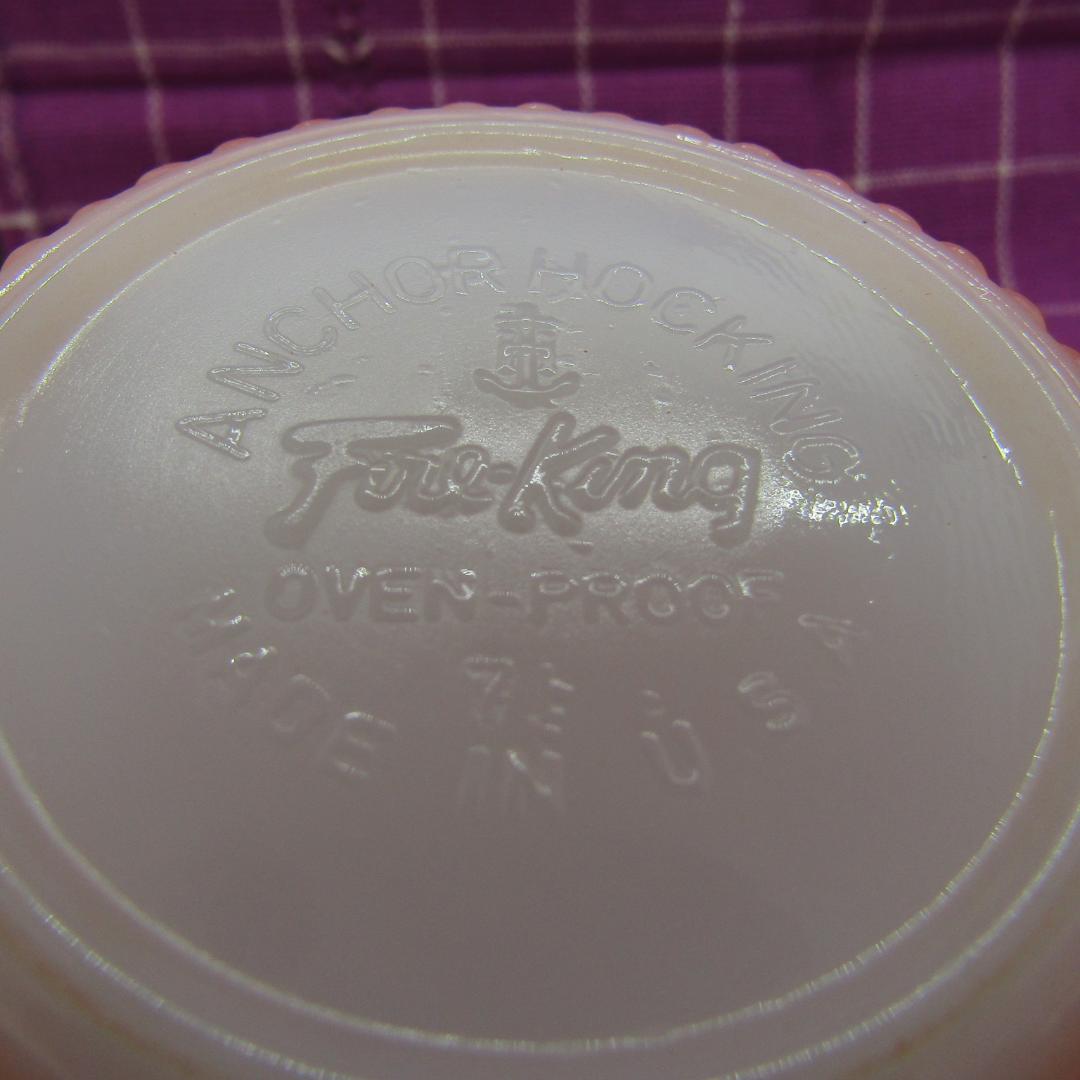 ANCHOR HOCKING
Fire-King
OVEN-PROOF
MADE IN U S A